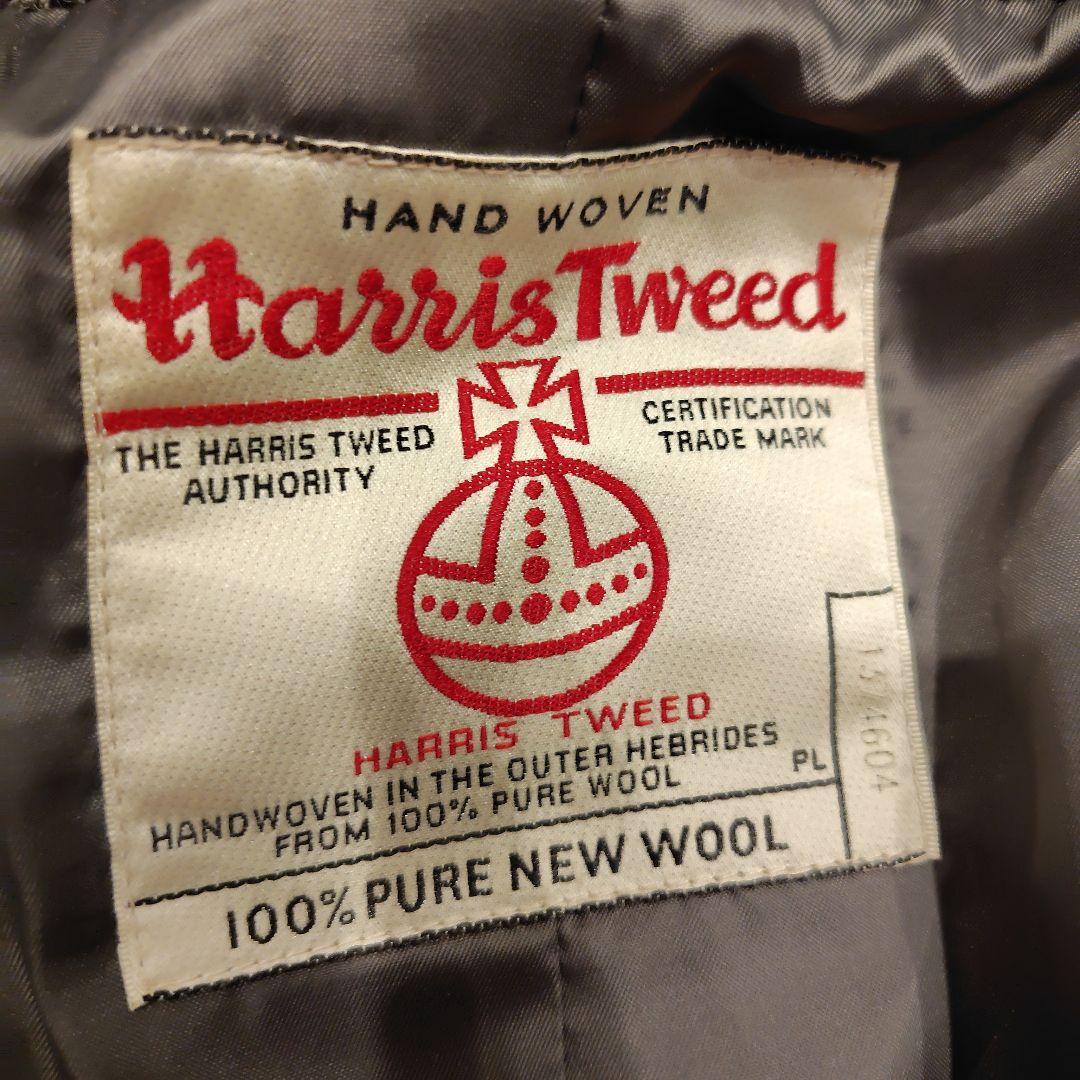 HAND WOVEN
Harris Tweed
THE HARRIS TWEED
AUTHORITY
CERTIFICATION
TRADE MARK
HARRIS TWEED
HANDWOVEN IN THE OUTER HEBRIDES
FROM 100% PURE WOOL
PL
100% PURE NEW WOOL